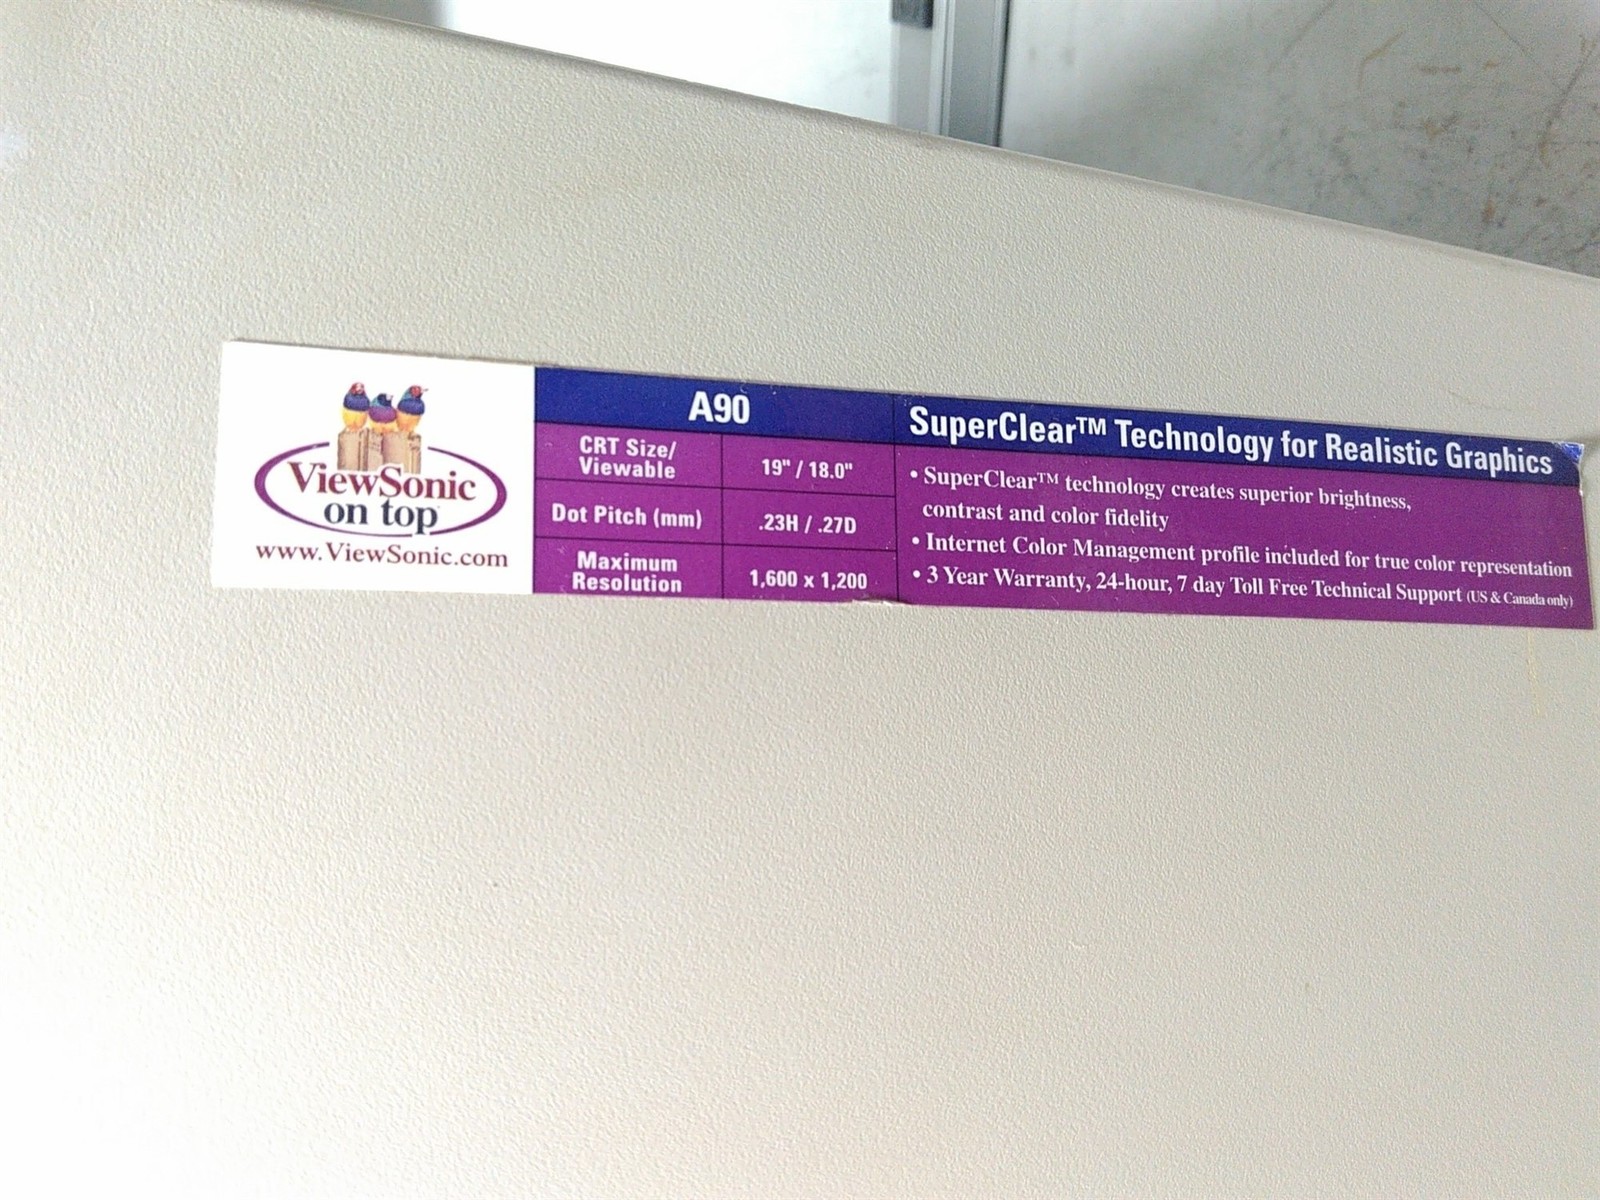 ViewSonic
on top
www.ViewSonic.com
A90
CRT Size/
Viewable
19" / 18.0"
Dot Pitch (mm)
.23H / .27D
Maximum
Resolution
1,600 x 1,200
SuperClear™ Technology for Realistic Graphics
• SuperClear™ technology creates superior brightness,
contrast and color fidelity
• Internet Color Management profile included for true color representation
• 3 Year Warranty, 24-hour, 7 day Toll Free Technical Support (US & Canada only)